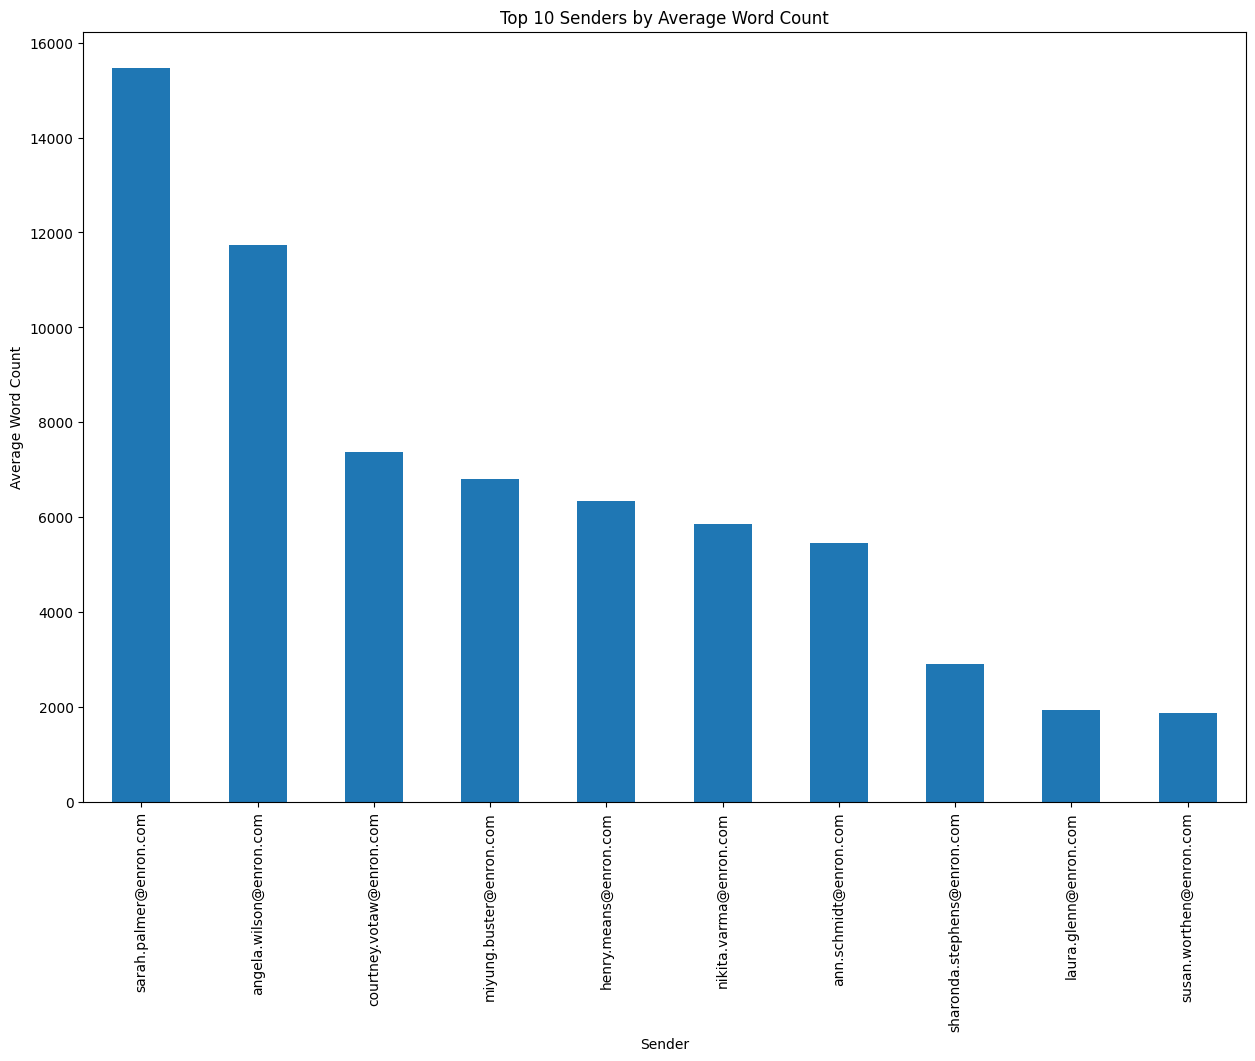 Top 10 Senders by Average Word Count
16000
14000
12000
10000
8000
6000
4000
2000
0
Average Word Count
sarah.palmer@enron.com
angela.wilson@enron.com
courtney.votaw@enron.com
miyung.buster@enron.com
henry.means@enron.com
nikita.varma@enron.com
ann.schmidt@enron.com
sharonda.stephens@enron.com
laura.glenn@enron.com
susan.worthen@enron.com
Sender